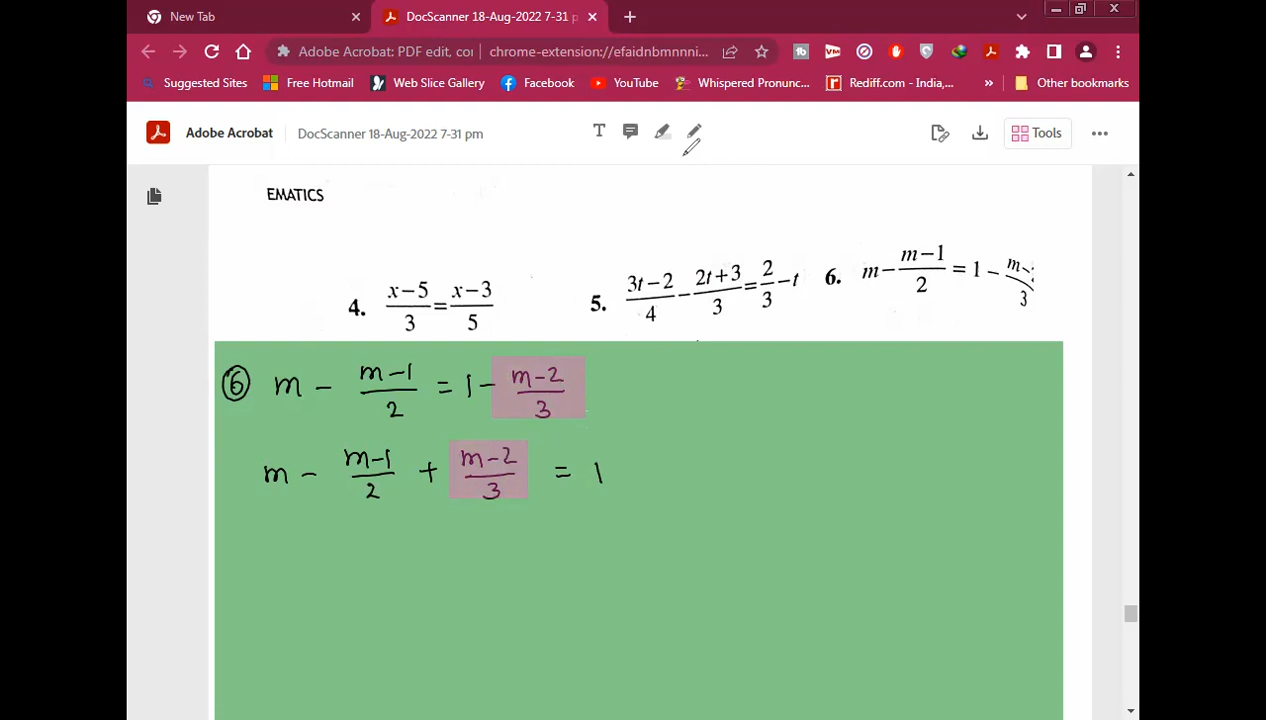 New Tab
DocScanner 18-Aug-2022 7-31 p
Adobe Acrobat: PDF edit, co
chrome-extension://efaidnbmnnni...
Suggested Sites
Free Hotmail
Web Slice Gallery
Facebook
YouTube
Whispered Pronunc...
Rediff.com - India,...
»
Other bookmarks
Adobe Acrobat
DocScanner 18-Aug-2022 7-31 pm
Tools
EMATICS
4. (x-5)/3 = (x-3)/5
5. (3t-2)/4 - (2t+3)/3 = 2/3 - t
6. m - (m-1)/2 = 1 - (m-)/3
⑥ m - (m-1)/2 = 1 - (m-2)/3
m - (m-1)/2 + (m-2)/3 = 1